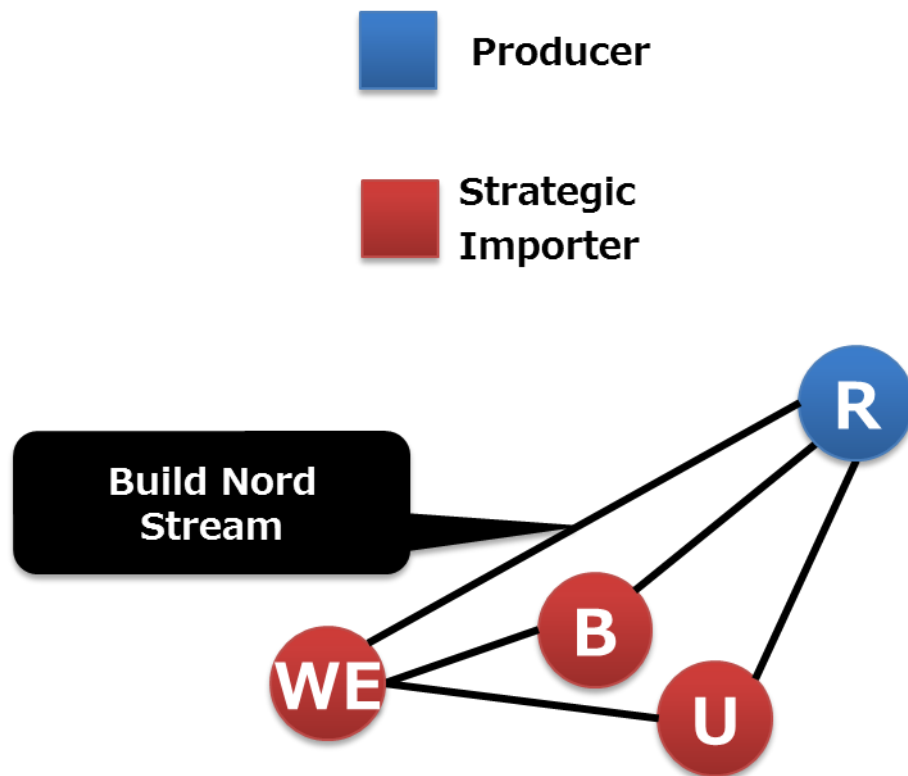 Producer
Strategic
Importer
R
Build Nord
Stream
B
WE
U